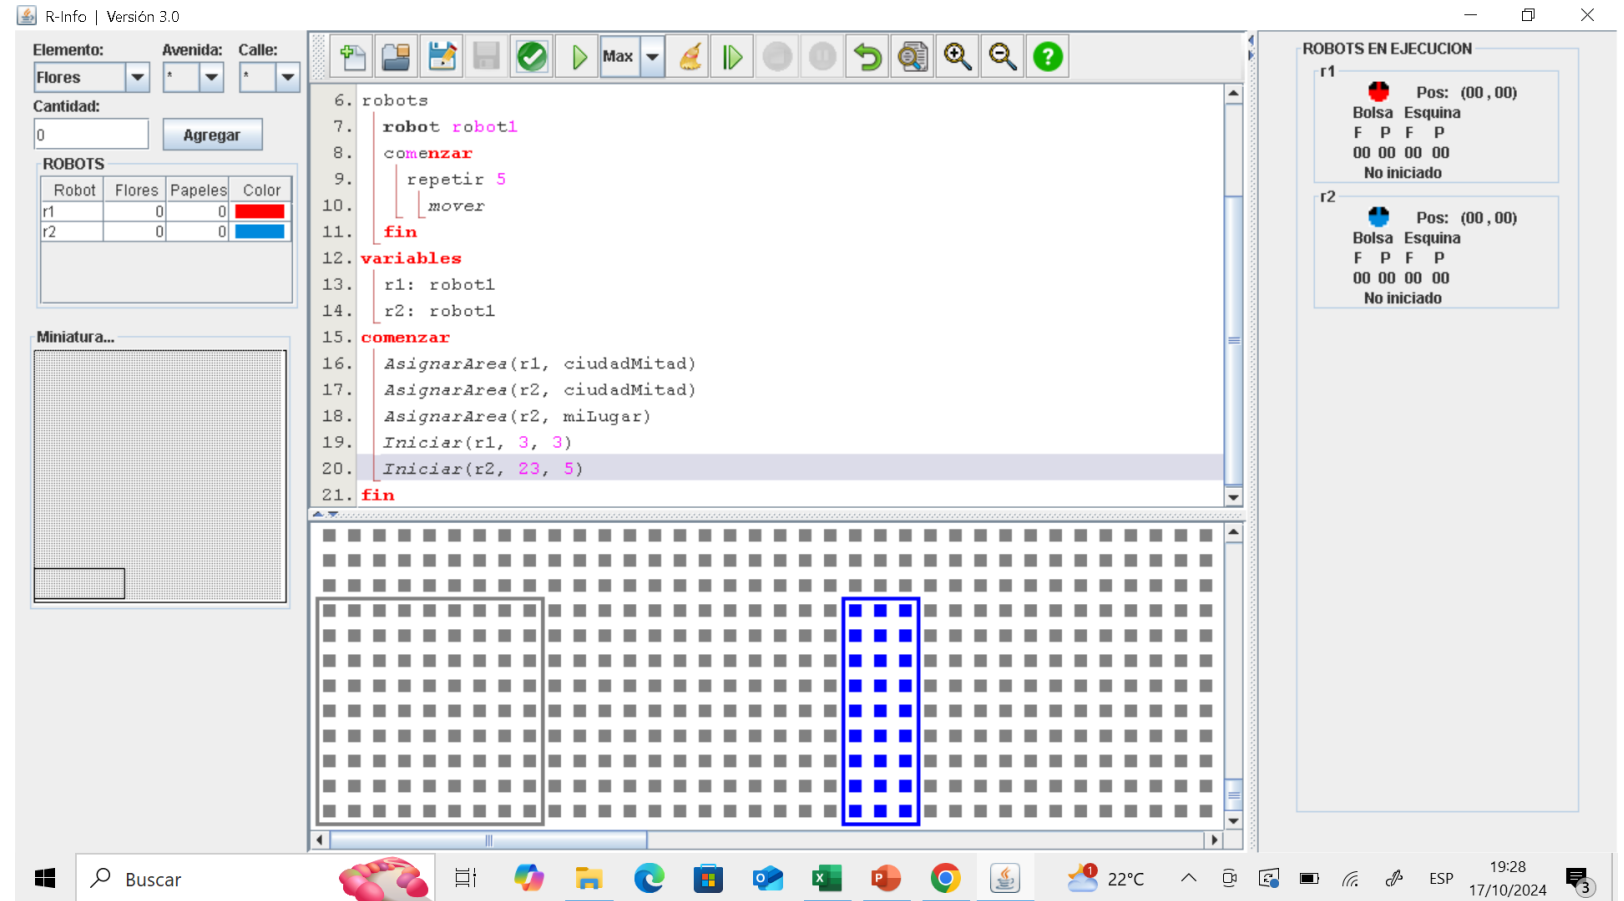 R-Info | Versión 3.0
Elemento: Avenida: Calle:
Flores * *
Cantidad:
0 Agregar
ROBOTS
Robot Flores Papeles Color
r1 0 0
r2 0 0
Miniatura...
Max
6. robots
7. robot robot1
8. comenzar
9. repetir 5
10. mover
11. fin
12. variables
13. r1: robot1
14. r2: robot1
15. comenzar
16. AsignarArea(r1, ciudadMitad)
17. AsignarArea(r2, ciudadMitad)
18. AsignarArea(r2, miLugar)
19. Iniciar(r1, 3, 3)
20. Iniciar(r2, 23, 5)
21. fin
ROBOTS EN EJECUCION
r1
Pos: (00 , 00)
Bolsa Esquina
F P F P
00 00 00 00
No iniciado
r2
Pos: (00 , 00)
Bolsa Esquina
F P F P
00 00 00 00
No iniciado
Buscar
1
22°C
ESP
19:28
17/10/2024
3